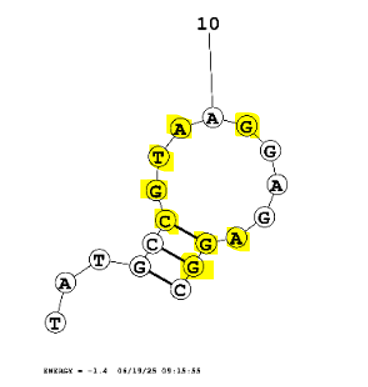 10
A A G
T G
G A
C G
C G A
T G G
A C
T
ENERGY = -1.4 06/19/25 09:15:55